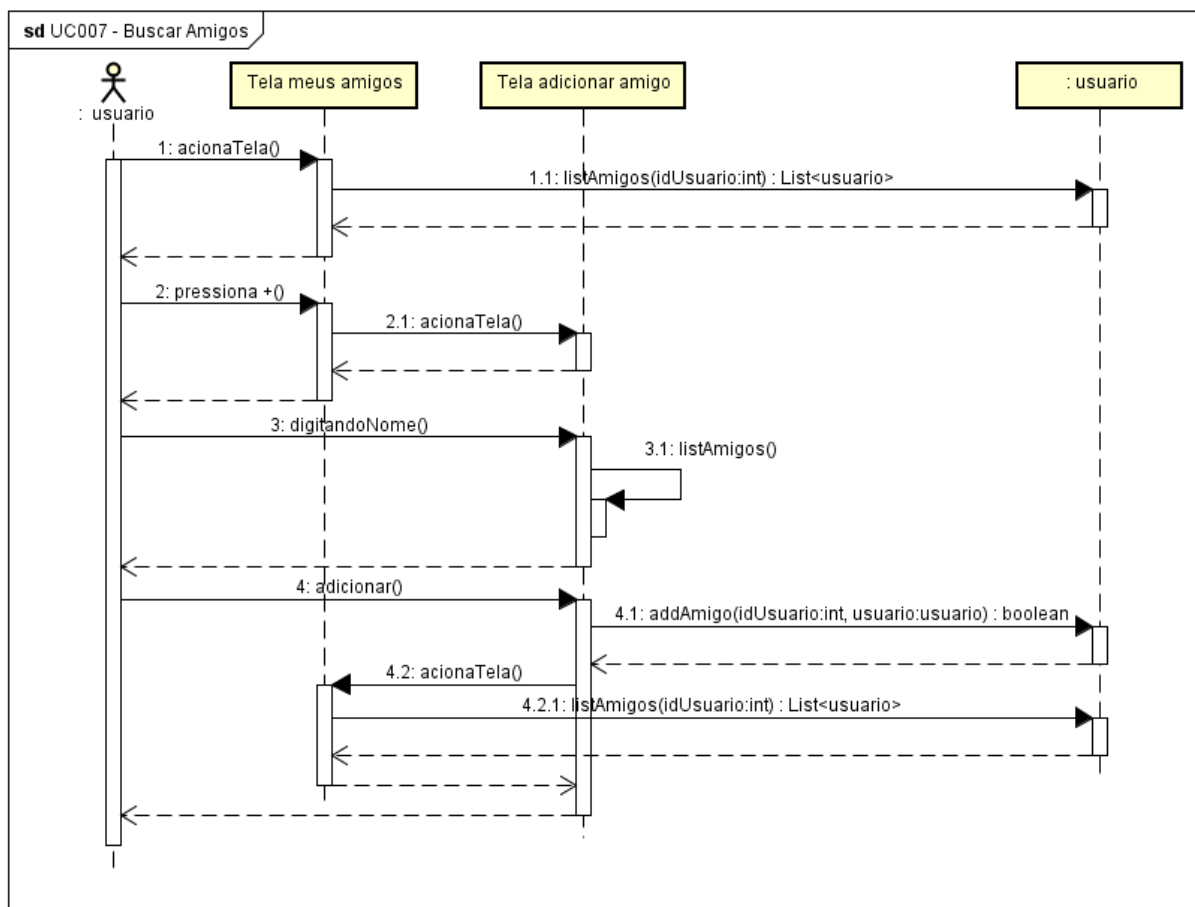 sd UC007 - Buscar Amigos
: usuario
Tela meus amigos
Tela adicionar amigo
: usuario
1: acionaTela()
1.1: listAmigos(idUsuario:int) : List<usuario>
2: pressiona +()
2.1: acionaTela()
3: digitandoNome()
3.1: listAmigos()
4: adicionar()
4.1: addAmigo(idUsuario:int, usuario:usuario) : boolean
4.2: acionaTela()
4.2.1: listAmigos(idUsuario:int) : List<usuario>